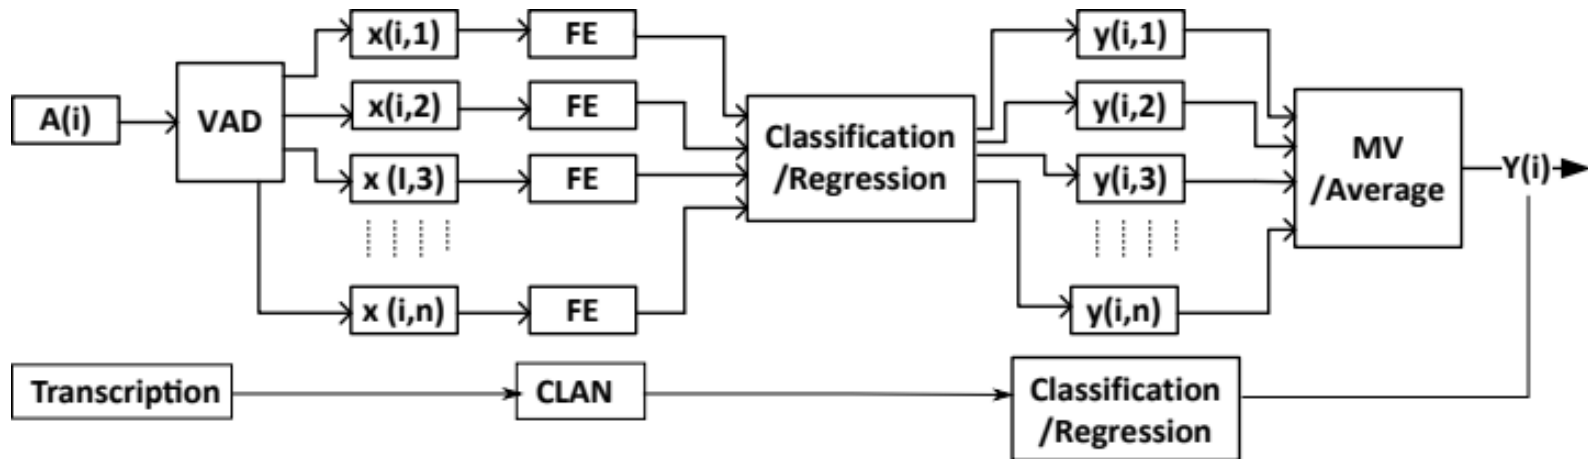 x(i,1)
FE
y(i,1)
A(i)
VAD
x(i,2)
FE
Classification
/Regression
y(i,2)
MV
/Average
Y(i)
x (I,3)
FE
y(i,3)
x (i,n)
FE
y(i,n)
Transcription
CLAN
Classification
/Regression